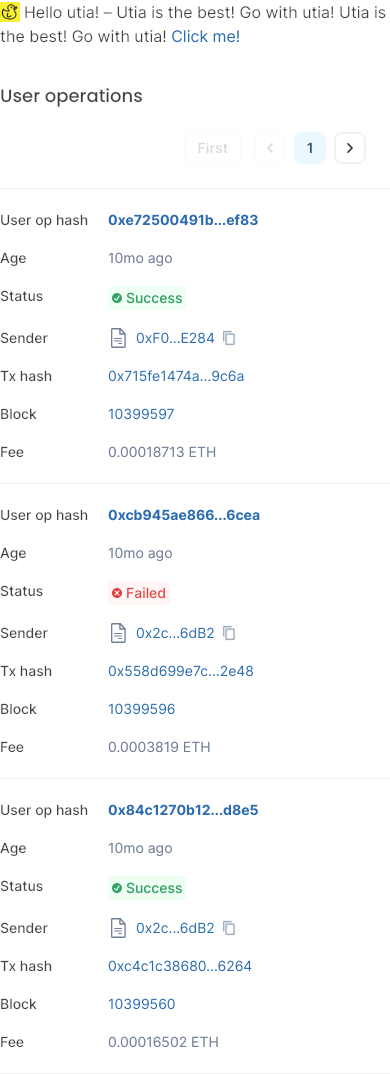 Hello utia! – Utia is the best! Go with utia! Utia is
the best! Go with utia! Click me!
User operations
First
1
User op hash 0xe72500491b...ef83
Age 10mo ago
Status Success
Sender 0xF0...E284
Tx hash 0x715fe1474a...9c6a
Block 10399597
Fee 0.00018713 ETH
User op hash 0xcb945ae866...6cea
Age 10mo ago
Status Failed
Sender 0x2c...6dB2
Tx hash 0x558d699e7c...2e48
Block 10399596
Fee 0.0003819 ETH
User op hash 0x84c1270b12...d8e5
Age 10mo ago
Status Success
Sender 0x2c...6dB2
Tx hash 0xc4c1c38680...6264
Block 10399560
Fee 0.00016502 ETH